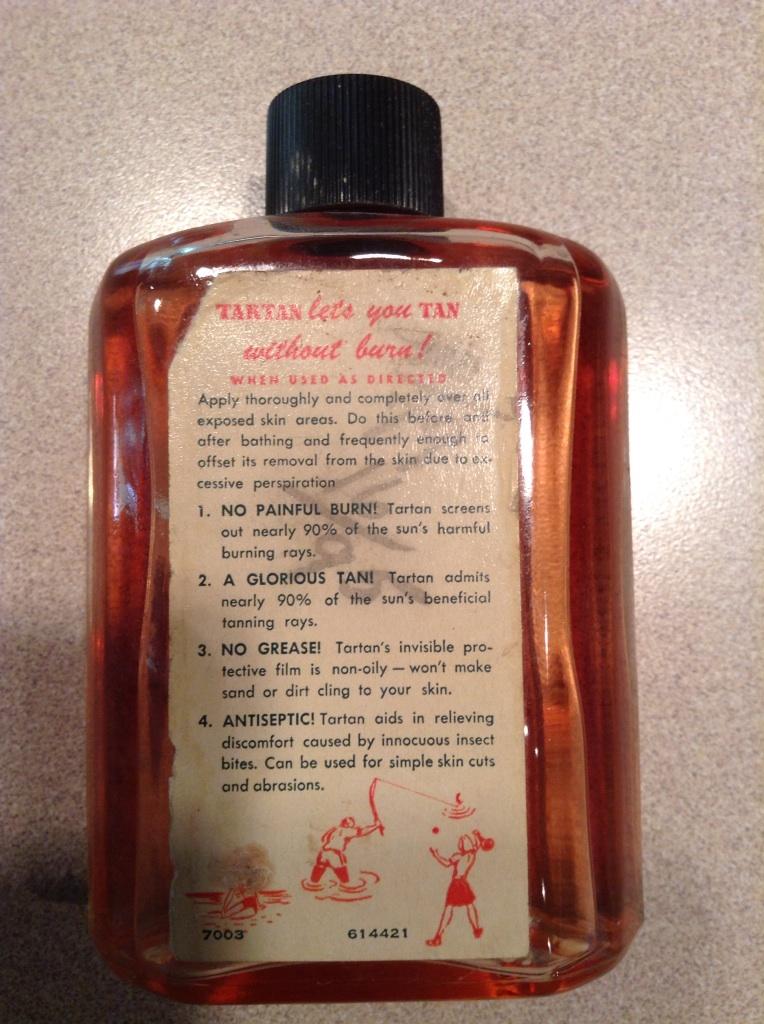 TARTAN lets you TAN
without burn!
WHEN USED AS DIRECTED
Apply thoroughly and completely over all
exposed skin areas. Do this before and
after bathing and frequently enough to
offset its removal from the skin due to ex-
cessive perspiration
1. NO PAINFUL BURN! Tartan screens
out nearly 90% of the sun's harmful
burning rays.
2. A GLORIOUS TAN! Tartan admits
nearly 90% of the sun's beneficial
tanning rays.
3. NO GREASE! Tartan's invisible pro-
tective film is non-oily — won't make
sand or dirt cling to your skin.
4. ANTISEPTIC! Tartan aids in relieving
discomfort caused by innocuous insect
bites. Can be used for simple skin cuts
and abrasions.
7003 614421